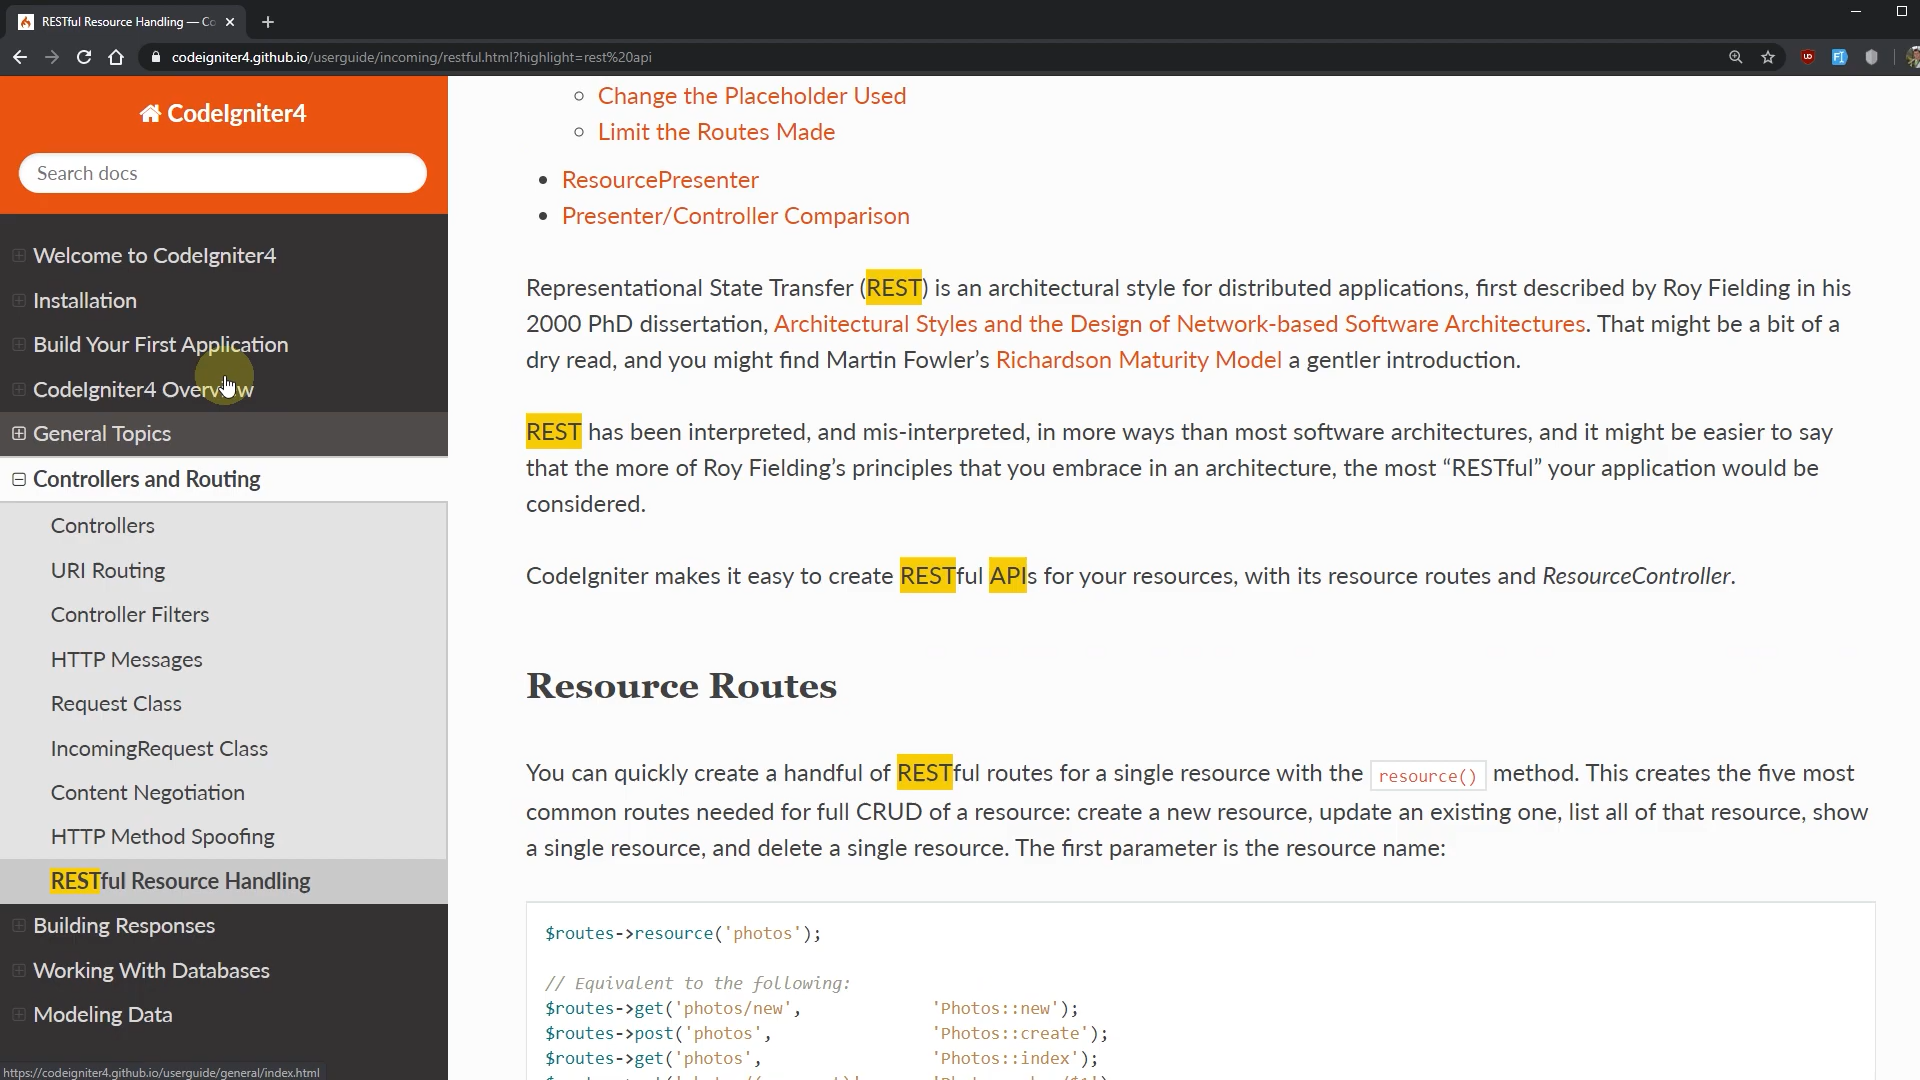 RESTful Resource Handling — Co
codeigniter4.github.io/userguide/incoming/restful.html?highlight=rest%20api
CodeIgniter4
Search docs
Welcome to CodeIgniter4
Installation
Build Your First Application
CodeIgniter4 Overview
General Topics
Controllers and Routing
Controllers
URI Routing
Controller Filters
HTTP Messages
Request Class
IncomingRequest Class
Content Negotiation
HTTP Method Spoofing
RESTful Resource Handling
Building Responses
Working With Databases
Modeling Data
https://codeigniter4.github.io/userguide/general/index.html
Change the Placeholder Used
Limit the Routes Made
ResourcePresenter
Presenter/Controller Comparison
Representational State Transfer (REST) is an architectural style for distributed applications, first described by Roy Fielding in his
2000 PhD dissertation, Architectural Styles and the Design of Network-based Software Architectures. That might be a bit of a
dry read, and you might find Martin Fowler’s Richardson Maturity Model a gentler introduction.
REST has been interpreted, and mis-interpreted, in more ways than most software architectures, and it might be easier to say
that the more of Roy Fielding’s principles that you embrace in an architecture, the most “RESTful” your application would be
considered.
CodeIgniter makes it easy to create RESTful APIs for your resources, with its resource routes and ResourceController.
Resource Routes
You can quickly create a handful of RESTful routes for a single resource with the resource() method. This creates the five most
common routes needed for full CRUD of a resource: create a new resource, update an existing one, list all of that resource, show
a single resource, and delete a single resource. The first parameter is the resource name:
$routes->resource('photos');
// Equivalent to the following:
$routes->get('photos/new', 'Photos::new');
$routes->post('photos', 'Photos::create');
$routes->get('photos', 'Photos::index');